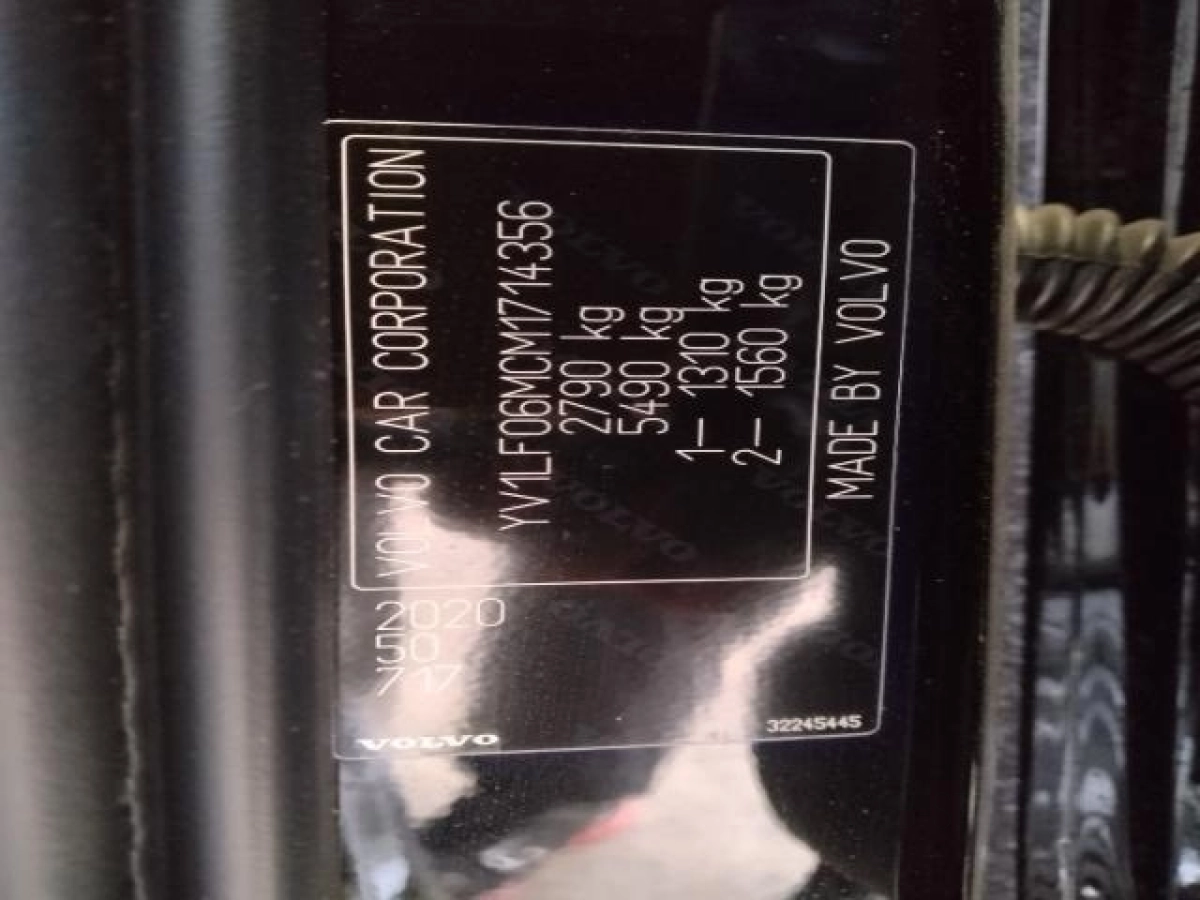 VOLVO CAR CORPORATION
YV1LF06MCM1714356
2790 kg
5490 kg
1– 1310 kg
2– 1560 kg
MADE BY VOLVO
2020
717
VOLVO
32245445